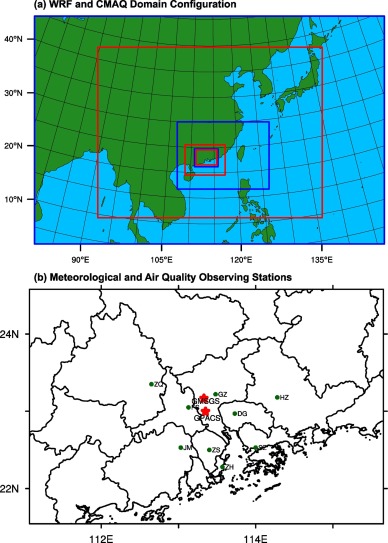 (a) WRF and CMAQ Domain Configuration
40°N
30°N
20°N
10°N
90°E 105°E 120°E 135°E
(b) Meteorological and Air Quality Observing Stations
24N
ZQ
GZ
HZ
GMCGS
DG
GPACS
JM
ZS
ZH
22N
112E 114E